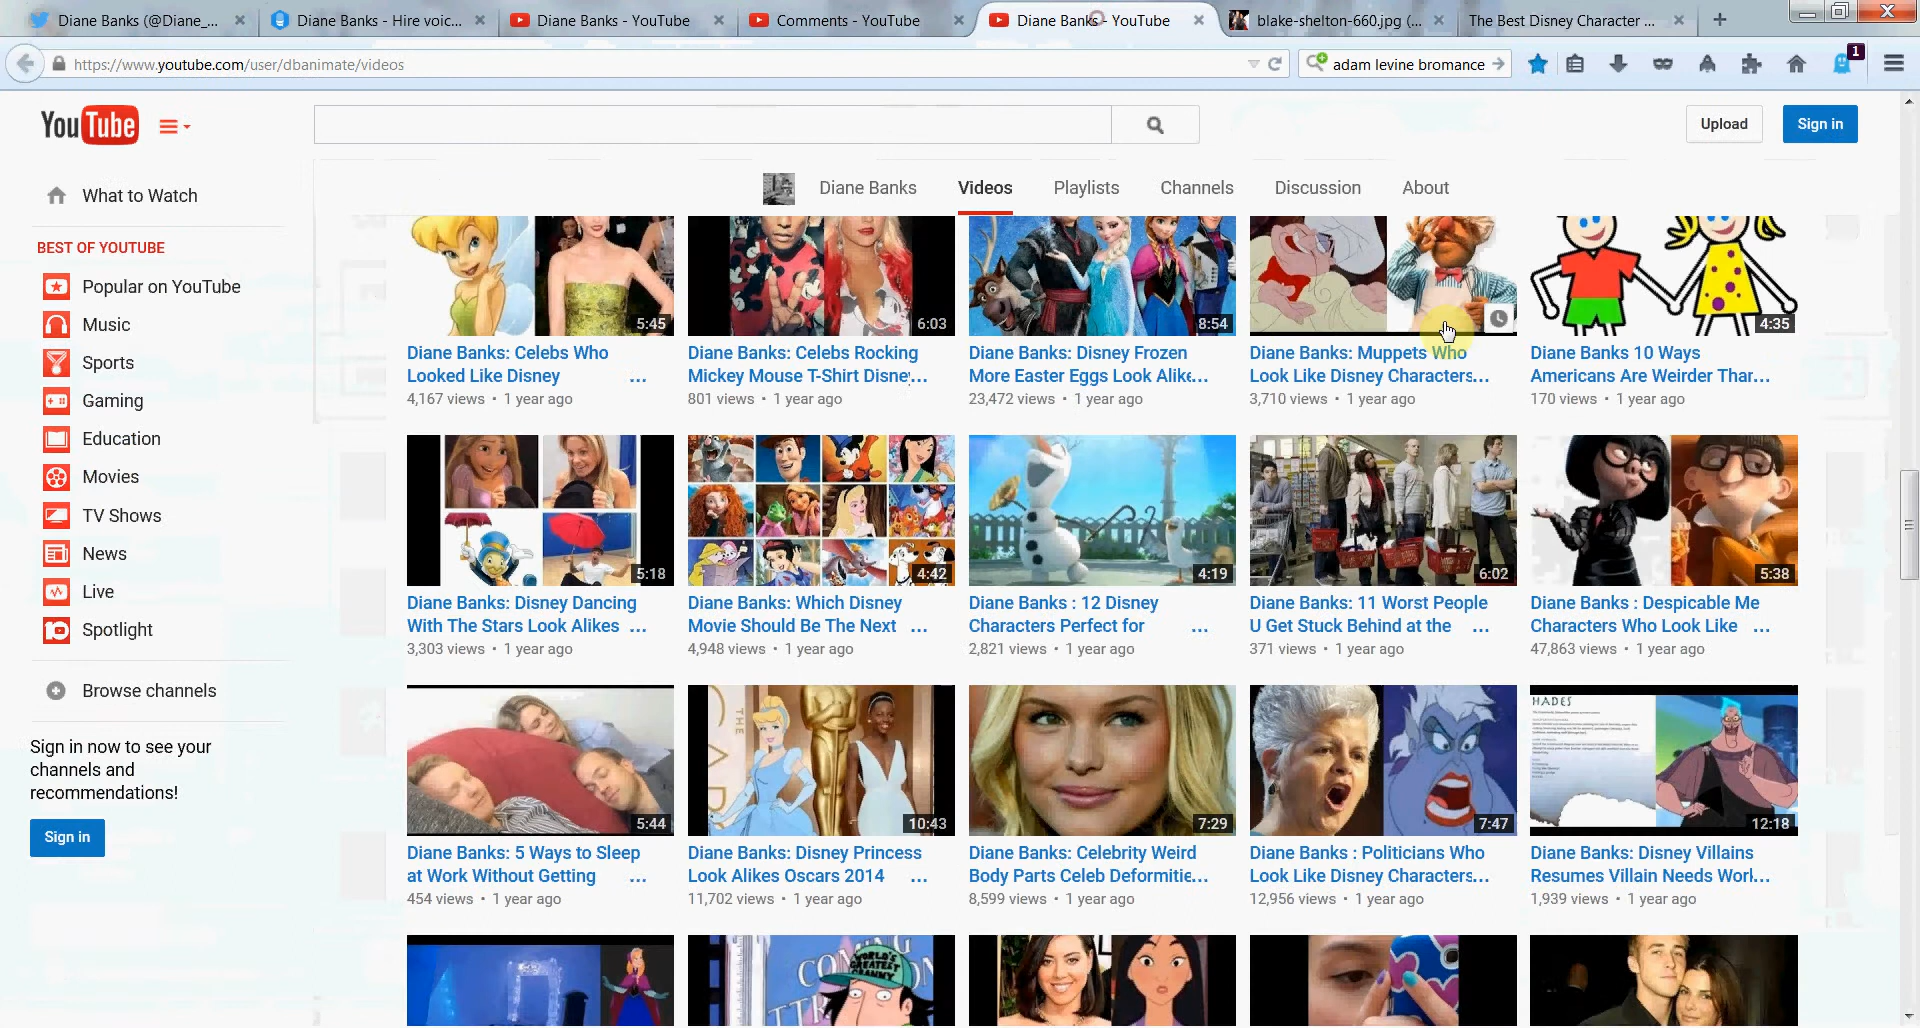 Diane Banks (@Diane_...
Diane Banks - Hire voic...
Diane Banks - YouTube
Comments - YouTube
Diane Banks - YouTube
blake-shelton-660.jpg (...
The Best Disney Character ...
https://www.youtube.com/user/dbanimate/videos
adam levine bromance
1
YouTube
Upload
Sign in
Diane Banks
Videos
Playlists
Channels
Discussion
About
What to Watch
BEST OF YOUTUBE
Popular on YouTube
Music
Sports
Gaming
Education
Movies
TV Shows
News
Live
Spotlight
Browse channels
Sign in now to see your
channels and
recommendations!
Sign in
5:45
Diane Banks: Celebs Who
Looked Like Disney ...
4,167 views • 1 year ago
6:03
Diane Banks: Celebs Rocking
Mickey Mouse T-Shirt Disney...
801 views • 1 year ago
8:54
Diane Banks: Disney Frozen
More Easter Eggs Look Alike...
23,472 views • 1 year ago
Diane Banks: Muppets Who
Look Like Disney Characters...
3,710 views • 1 year ago
4:35
Diane Banks 10 Ways
Americans Are Weirder Than...
170 views • 1 year ago
5:18
Diane Banks: Disney Dancing
With The Stars Look Alikes ...
3,303 views • 1 year ago
4:42
Diane Banks: Which Disney
Movie Should Be The Next ...
4,948 views • 1 year ago
4:19
Diane Banks : 12 Disney
Characters Perfect for ...
2,821 views • 1 year ago
6:02
Diane Banks: 11 Worst People
U Get Stuck Behind at the ...
371 views • 1 year ago
5:38
Diane Banks : Despicable Me
Characters Who Look Like ...
47,863 views • 1 year ago
5:44
Diane Banks: 5 Ways to Sleep
at Work Without Getting ...
454 views • 1 year ago
THE
10:43
Diane Banks: Disney Princess
Look Alikes Oscars 2014 ...
11,702 views • 1 year ago
7:29
Diane Banks: Celebrity Weird
Body Parts Celeb Deformitie...
8,599 views • 1 year ago
7:47
Diane Banks : Politicians Who
Look Like Disney Characters...
12,956 views • 1 year ago
HADES
12:18
Diane Banks: Disney Villains
Resumes Villain Needs Work...
1,939 views • 1 year ago
WORLD'S
GREATEST
GRANNY